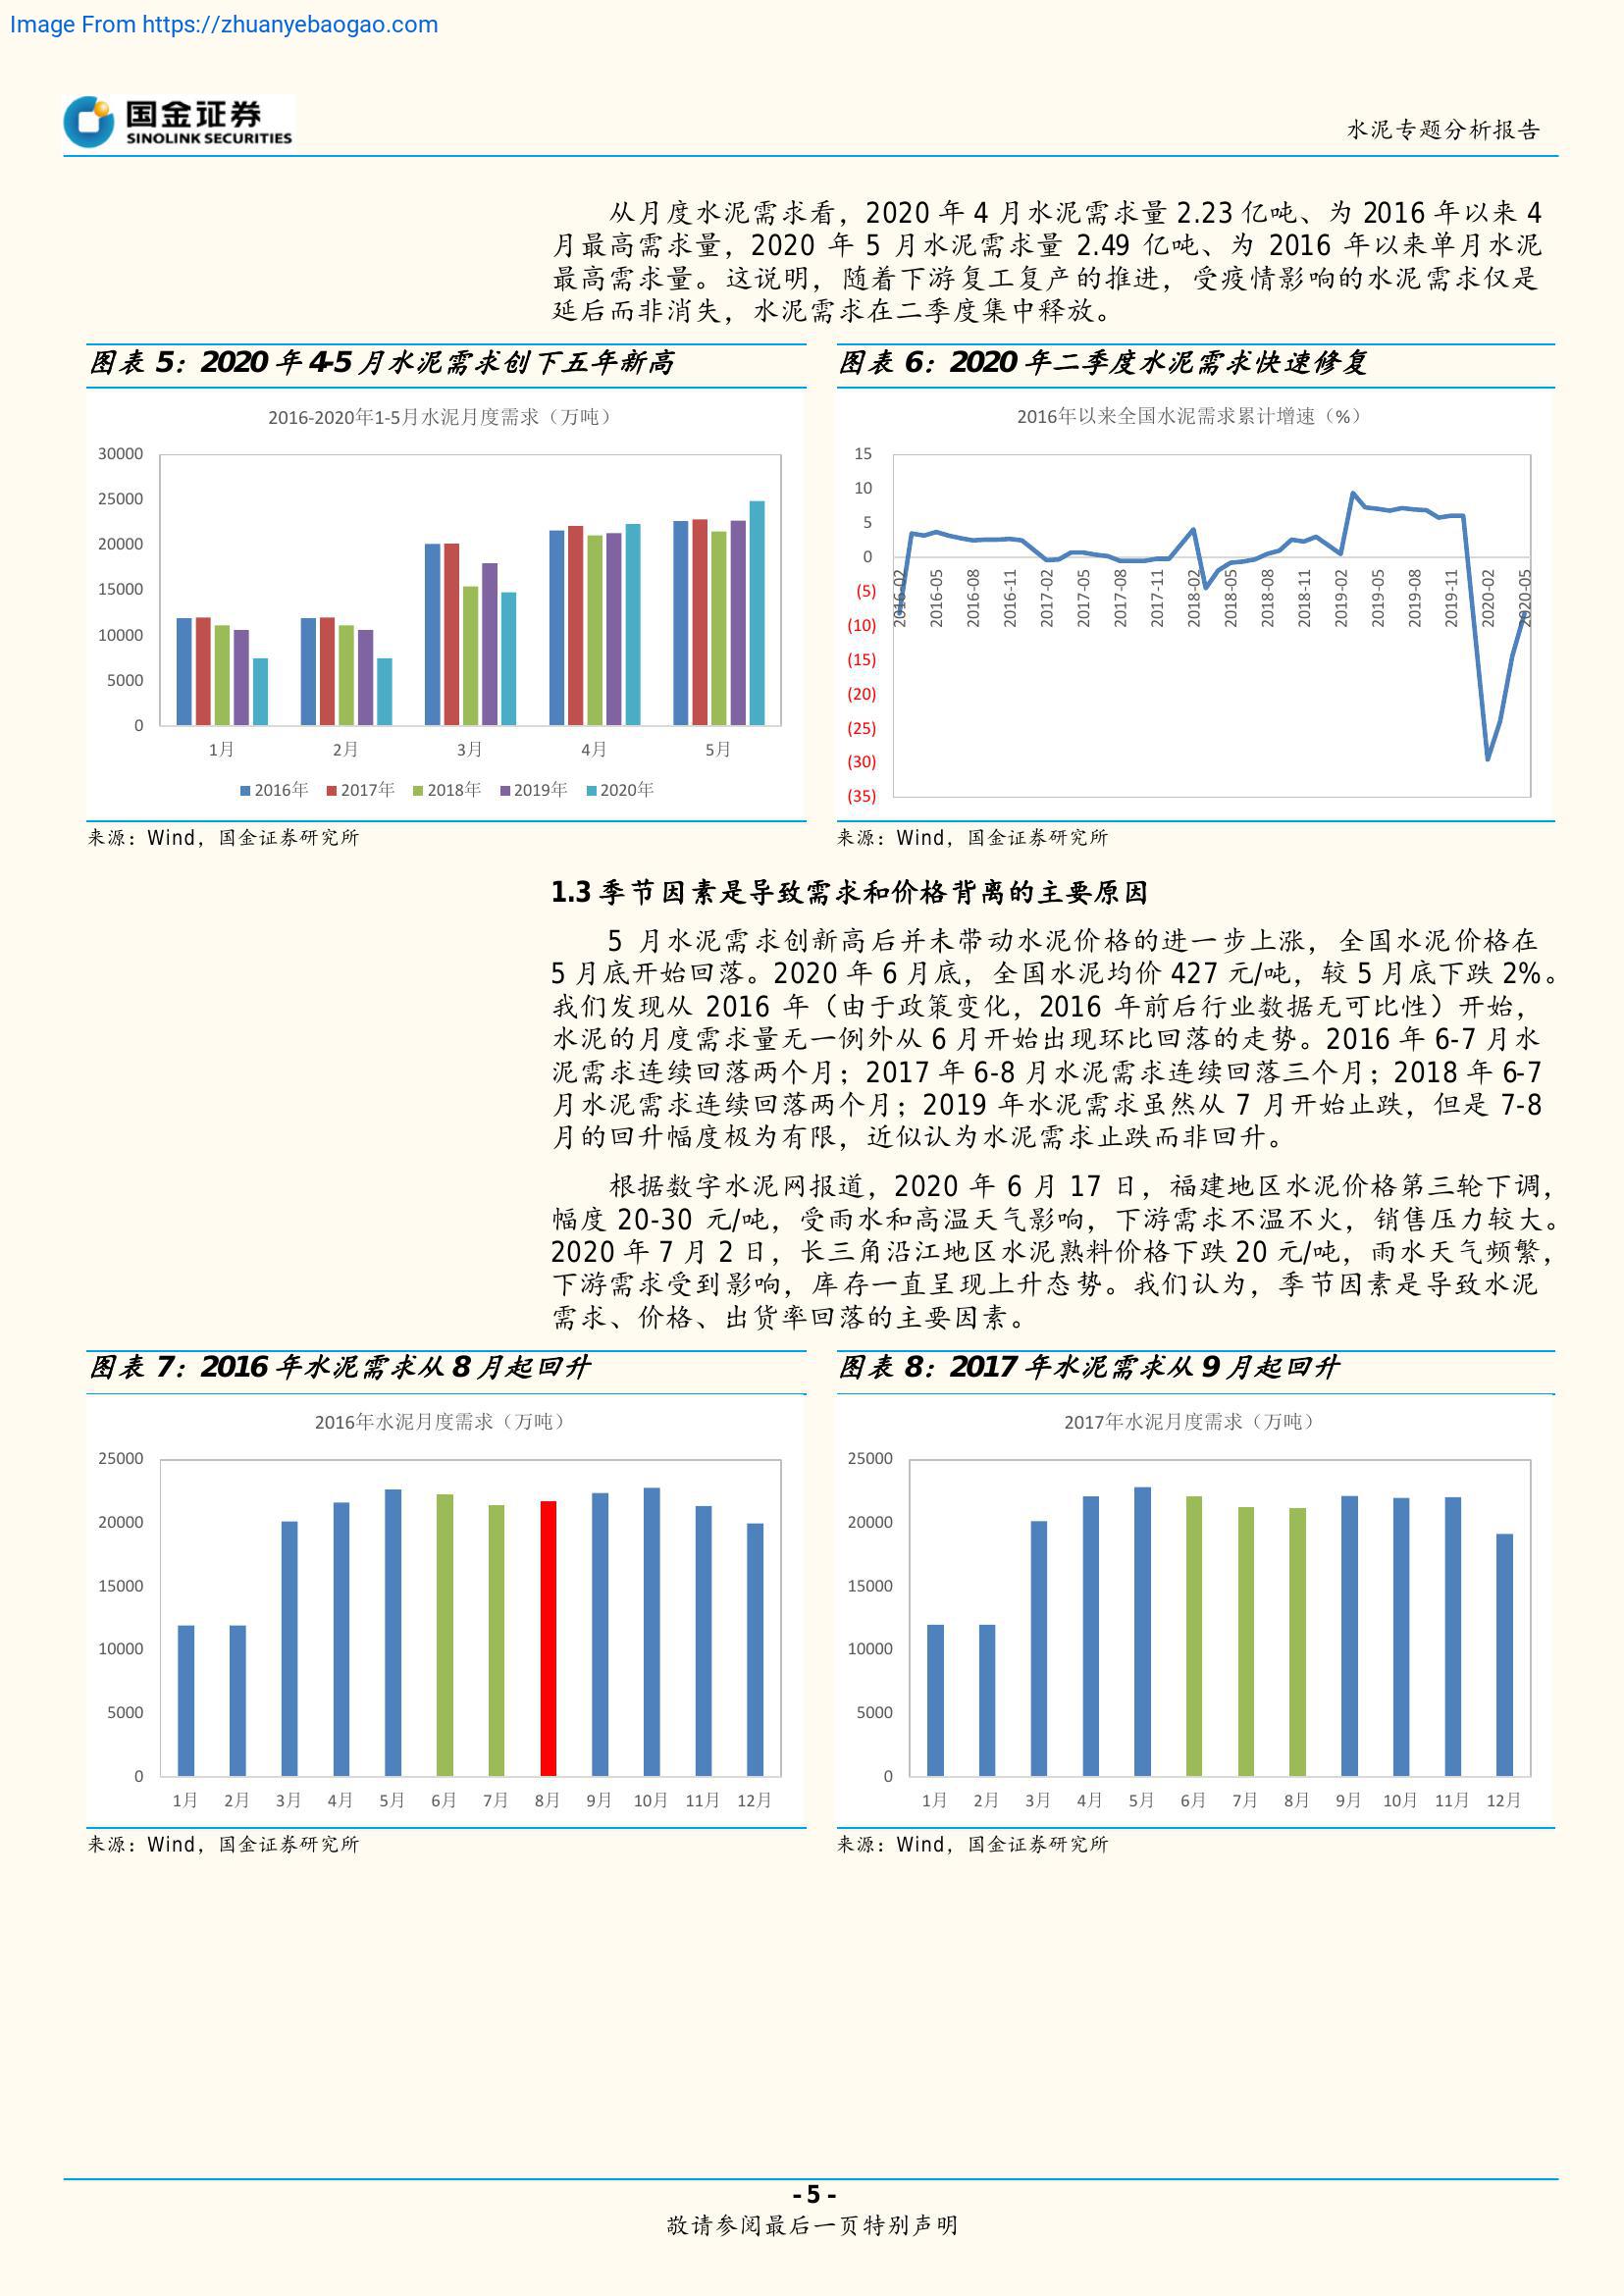 Image From https://zhuanyebaogao.com
国金证券
SINOLINK SECURITIES
水泥专题分析报告
从月度水泥需求看，2020 年 4 月水泥需求量 2.23 亿吨、为 2016 年以来 4
月最高需求量，2020 年 5 月水泥需求量 2.49 亿吨、为 2016 年以来单月水泥
最高需求量。这说明，随着下游复工复产的推进，受疫情影响的水泥需求仅是
延后而非消失，水泥需求在二季度集中释放。
图表 5：2020 年 4-5 月水泥需求创下五年新高
2016-2020年1-5月水泥月度需求（万吨）
30000
25000
20000
15000
10000
5000
0
1月 2月 3月 4月 5月
2016年 2017年 2018年 2019年 2020年
来源：Wind，国金证券研究所
图表 6：2020 年二季度水泥需求快速修复
2016年以来全国水泥需求累计增速（%）
15
10
5
0
(5)
(10)
(15)
(20)
(25)
(30)
(35)
2016-02 2016-05 2016-08 2016-11 2017-02 2017-05 2017-08 2017-11 2018-02 2018-05 2018-08 2018-11 2019-02 2019-05 2019-08 2019-11 2020-02 2020-05
来源：Wind，国金证券研究所
1.3 季节因素是导致需求和价格背离的主要原因
5 月水泥需求创新高后并未带动水泥价格的进一步上涨，全国水泥价格在
5 月底开始回落。2020 年 6 月底，全国水泥均价 427 元/吨，较 5 月底下跌 2%。
我们发现从 2016 年（由于政策变化，2016 年前后行业数据无可比性）开始，
水泥的月度需求量无一例外从 6 月开始出现环比回落的走势。2016 年 6-7 月水
泥需求连续回落两个月；2017 年 6-8 月水泥需求连续回落三个月；2018 年 6-7
月水泥需求连续回落两个月；2019 年水泥需求虽然从 7 月开始止跌，但是 7-8
月的回升幅度极为有限，近似认为水泥需求止跌而非回升。
根据数字水泥网报道，2020 年 6 月 17 日，福建地区水泥价格第三轮下调，
幅度 20-30 元/吨，受雨水和高温天气影响，下游需求不温不火，销售压力较大。
2020 年 7 月 2 日，长三角沿江地区水泥熟料价格下跌 20 元/吨，雨水天气频繁，
下游需求受到影响，库存一直呈现上升态势。我们认为，季节因素是导致水泥
需求、价格、出货率回落的主要因素。
图表 7：2016 年水泥需求从 8 月起回升
2016年水泥月度需求（万吨）
25000
20000
15000
10000
5000
0
1月 2月 3月 4月 5月 6月 7月 8月 9月 10月 11月 12月
来源：Wind，国金证券研究所
图表 8：2017 年水泥需求从 9 月起回升
2017年水泥月度需求（万吨）
25000
20000
15000
10000
5000
0
1月 2月 3月 4月 5月 6月 7月 8月 9月 10月 11月 12月
来源：Wind，国金证券研究所
- 5 -
敬请参阅最后一页特别声明